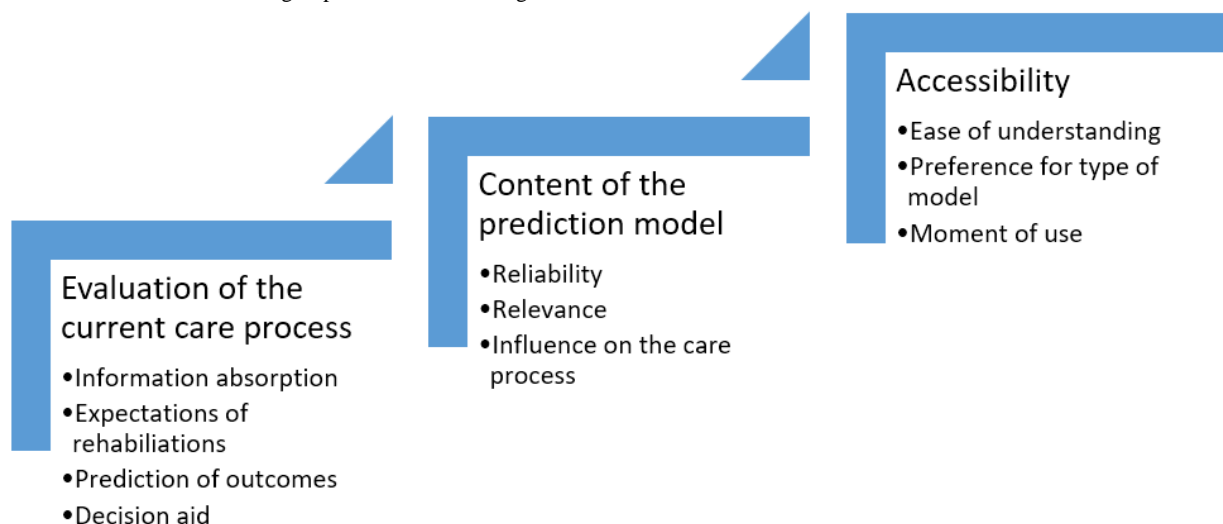 Evaluation of the
current care process
•Information absorption
•Expectations of
rehabiliations
•Prediction of outcomes
•Decision aid
Content of the
prediction model
•Reliability
•Relevance
•Influence on the care
process
Accessibility
•Ease of understanding
•Preference for type of
model
•Moment of use